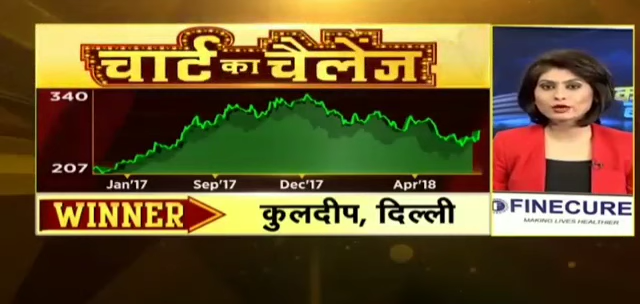 चार्ट का चैलेंज
340
207
Jan'17 Sep'17 Dec'17 Apr'18
WINNER कुलदीप, दिल्ली
FINECURE
MAKING LIVES HEALTHIER